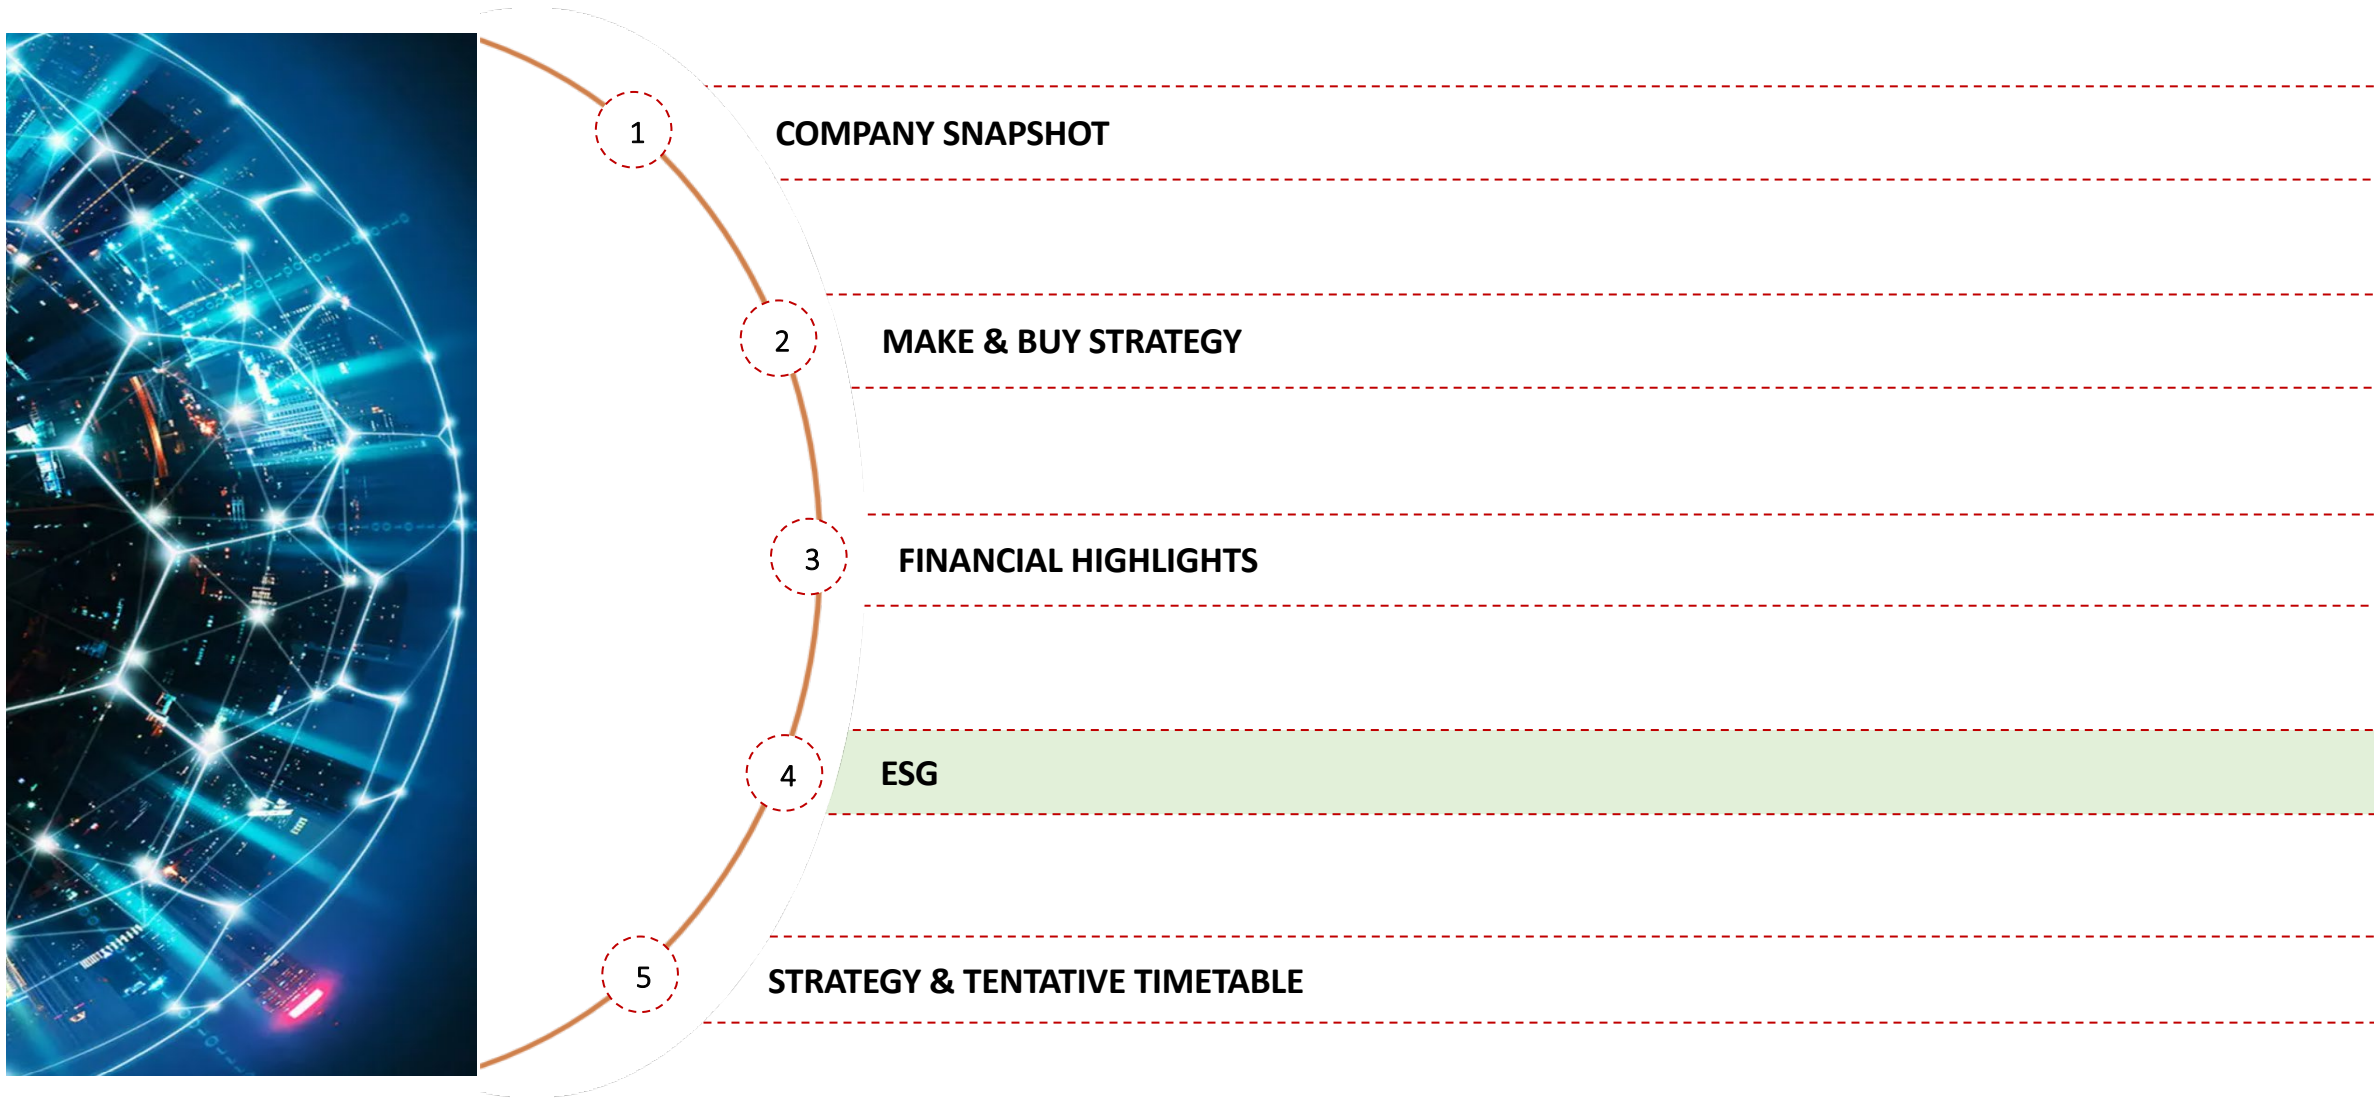 1
COMPANY SNAPSHOT
2
MAKE & BUY STRATEGY
3
FINANCIAL HIGHLIGHTS
4
ESG
5
STRATEGY & TENTATIVE TIMETABLE